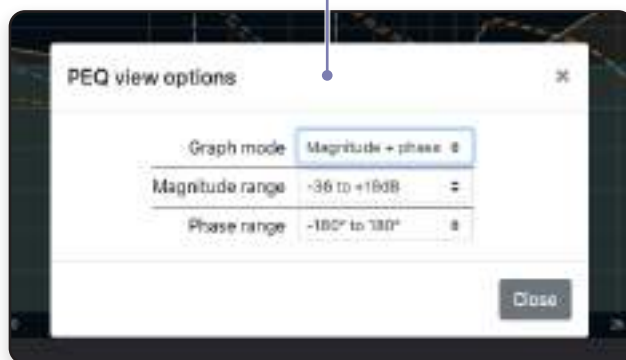 PEQ view options ×
Graph mode Magnitude + phase
Magnitude range -36 to +18dB
Phase range -180° to 180°
Close